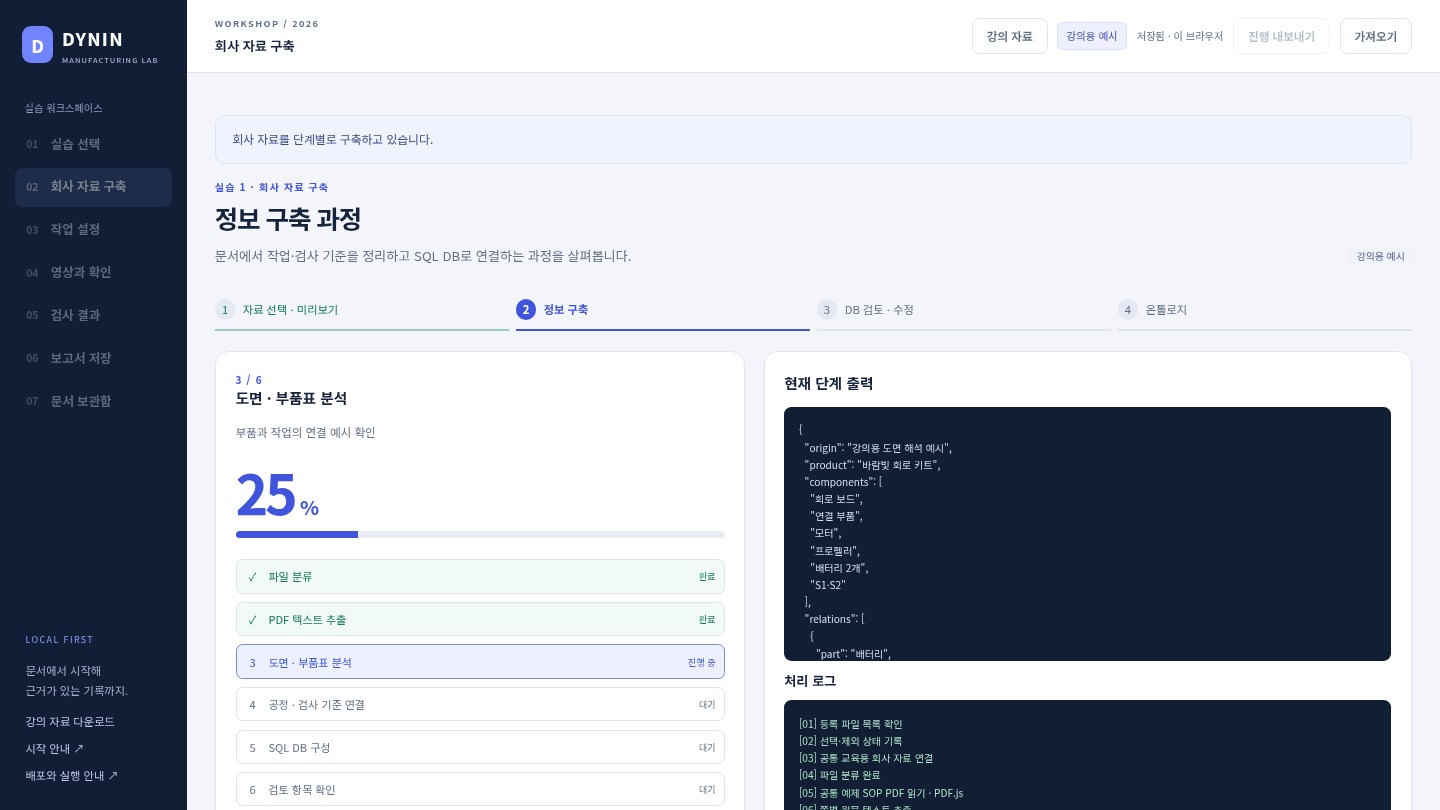 D
DYNIN
MANUFACTURING LAB
실습 워크스페이스
01 실습 선택
02 회사 자료 구축
03 작업 설정
04 영상과 확인
05 검사 결과
06 보고서 저장
07 문서 보관함
LOCAL FIRST
문서에서 시작해
근거가 있는 기록까지.
강의 자료 다운로드
시작 안내 ↗
배포와 실행 안내 ↗
WORKSHOP / 2026
회사 자료 구축
강의 자료
강의용 예시
저장됨 · 이 브라우저
진행 내보내기
가져오기
회사 자료를 단계별로 구축하고 있습니다.
실습 1 · 회사 자료 구축
정보 구축 과정
문서에서 작업·검사 기준을 정리하고 SQL DB로 연결하는 과정을 살펴봅니다.
강의용 예시
1 자료 선택 · 미리보기
2 정보 구축
3 DB 검토 · 수정
4 온톨로지
3 / 6
도면 · 부품표 분석
부품과 작업의 연결 예시 확인
25 %
✓ 파일 분류 완료
✓ PDF 텍스트 추출 완료
3 도면 · 부품표 분석 진행 중
4 공정 · 검사 기준 연결 대기
5 SQL DB 구성 대기
6 검토 항목 확인 대기
현재 단계 출력
{
"origin": "강의용 도면 해석 예시",
"product": "바람빛 회로 키트",
"components": [
"회로 보드",
"연결 부품",
"모터",
"프로펠러",
"배터리 2개",
"S1·S2"
],
"relations": [
{
"part": "배터리",
처리 로그
[01] 등록 파일 목록 확인
[02] 선택·제외 상태 기록
[03] 공통 교육용 회사 자료 연결
[04] 파일 분류 완료
[05] 공통 예제 SOP PDF 읽기 · PDF.js
[06] 쪽별 원문 텍스트 추출